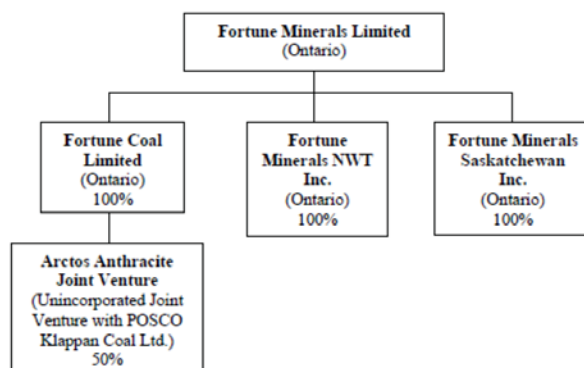 Fortune Minerals Limited
(Ontario)
Fortune Coal
Limited
(Ontario)
100%
Fortune
Minerals NWT
Inc.
(Ontario)
100%
Fortune Minerals
Saskatchewan
Inc.
(Ontario)
100%
Arctos Anthracite
Joint Venture
(Unincorporated Joint
Venture with POSCO
Klappan Coal Ltd.)
50%